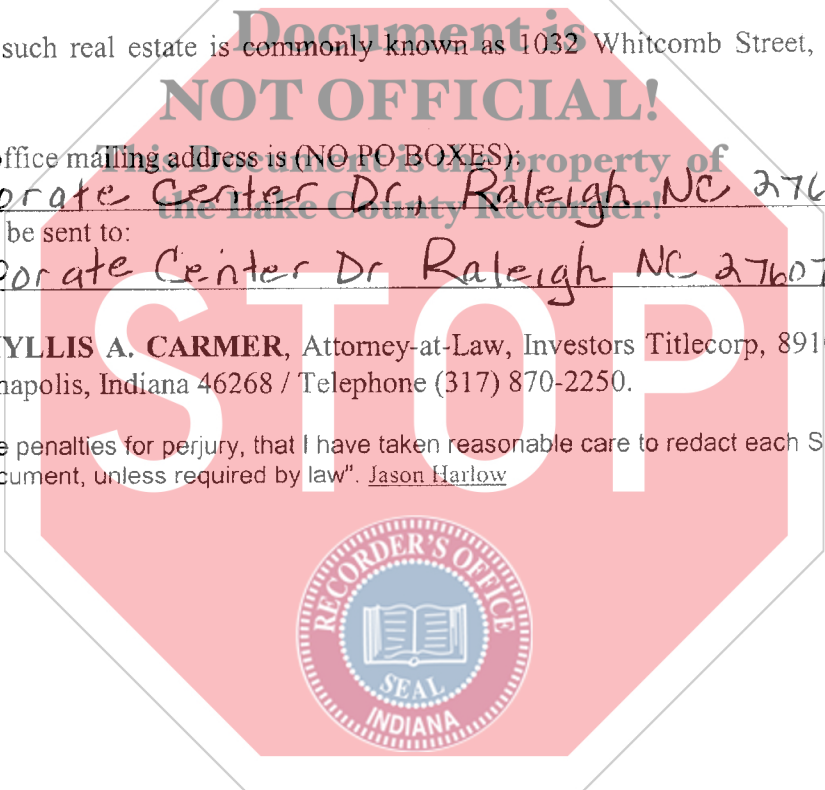 Document is
such real estate is commonly known as 1032 Whitcomb Street,
NOT OFFICIAL!
office mailing address is (NO PO BOXES):
This Document is the property of
orate Center Dr, Raleigh NC 276
the Lake County Recorder!
be sent to:
orate Center Dr Raleigh NC 27607
STOP
YLLIS A. CARMER, Attorney-at-Law, Investors Titlecorp, 891
napolis, Indiana 46268 / Telephone (317) 870-2250.
e penalties for perjury, that I have taken reasonable care to redact each S
cument, unless required by law". Jason Harlow
RECORDER'S OFFICE
SEAL
INDIANA